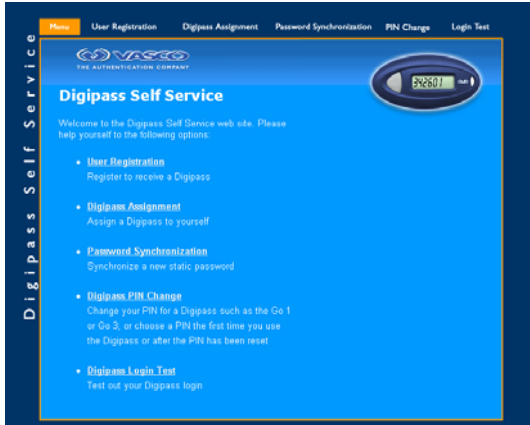 Menu User Registration Digipass Assignment Password Synchronization PIN Change Login Test
Digipass Self Service
VASCO
THE AUTHENTICATION COMPANY
342601
Digipass Self Service
Welcome to the Digipass Self Service web site. Please
help yourself to the following options:
• User Registration
Register to receive a Digipass
• Digipass Assignment
Assign a Digipass to yourself
• Password Synchronization
Synchronize a new static password
• Digipass PIN Change
Change your PIN for a Digipass such as the Go 1
or Go 3; or choose a PIN the first time you use
the Digipass or after the PIN has been reset
• Digipass Login Test
Test out your Digipass login